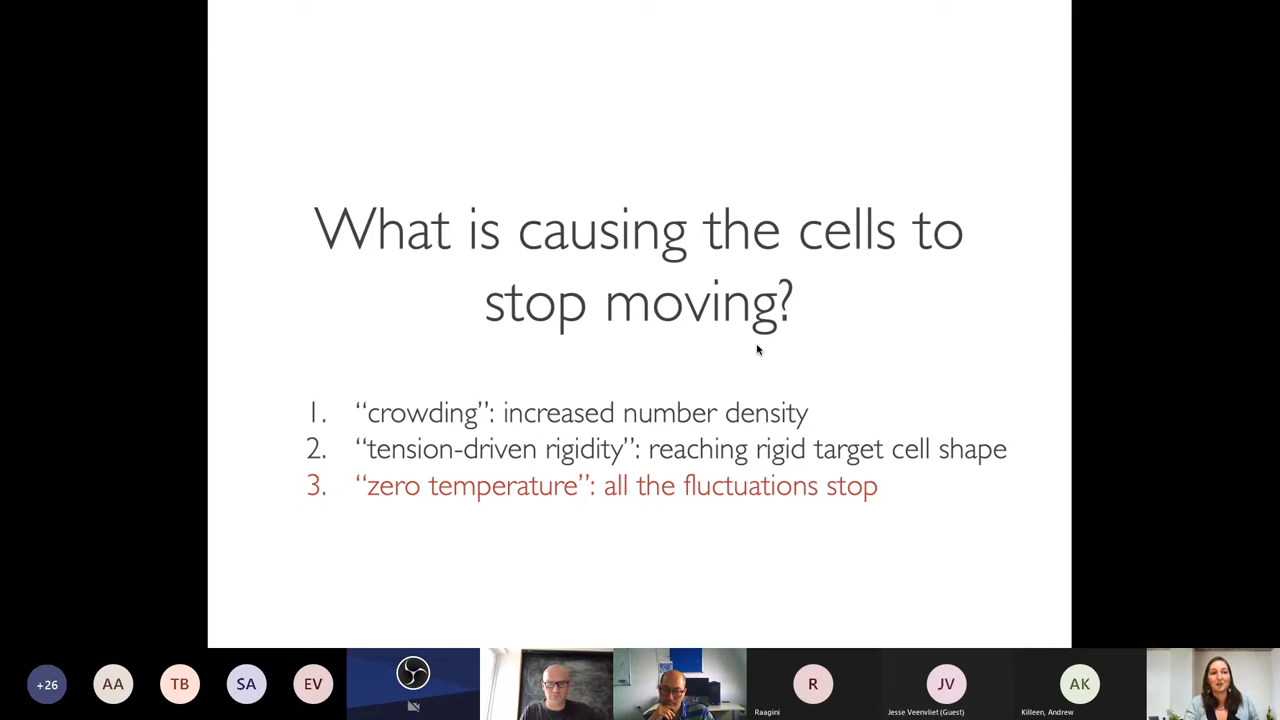 What is causing the cells to
stop moving?
1. “crowding”: increased number density
2. “tension-driven rigidity”: reaching rigid target cell shape
3. “zero temperature”: all the fluctuations stop
+26
AA
TB
SA
EV
R
JV
AK
Raagini
Jesse Veenvliet (Guest)
Killeen, Andrew